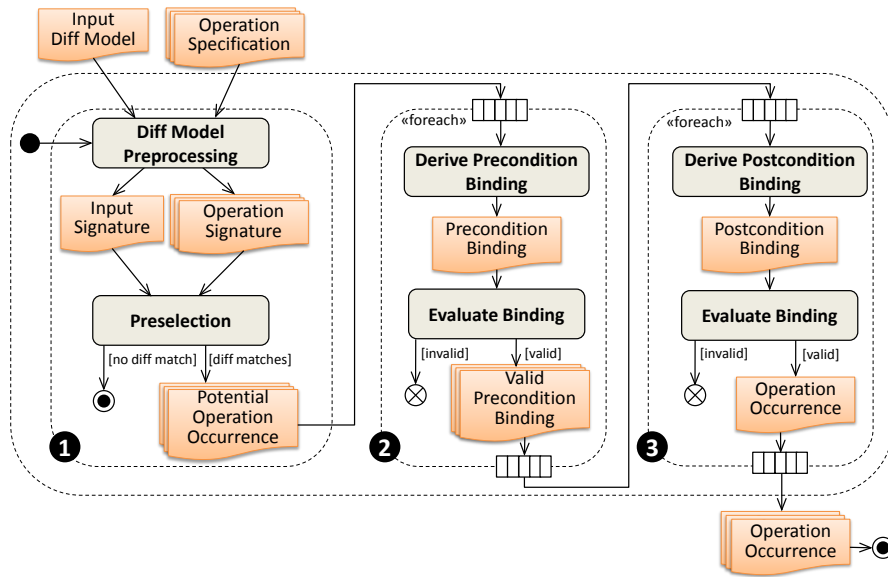 Input
Diff Model
Operation
Specification
Diff Model
Preprocessing
Input
Signature
Operation
Signature
Preselection
[no diff match]
[diff matches]
Potential
Operation
Occurrence
1
«foreach»
Derive Precondition
Binding
Precondition
Binding
Evaluate Binding
[invalid]
[valid]
Valid
Precondition
Binding
2
«foreach»
Derive Postcondition
Binding
Postcondition
Binding
Evaluate Binding
[invalid]
[valid]
Operation
Occurrence
3
Operation
Occurrence